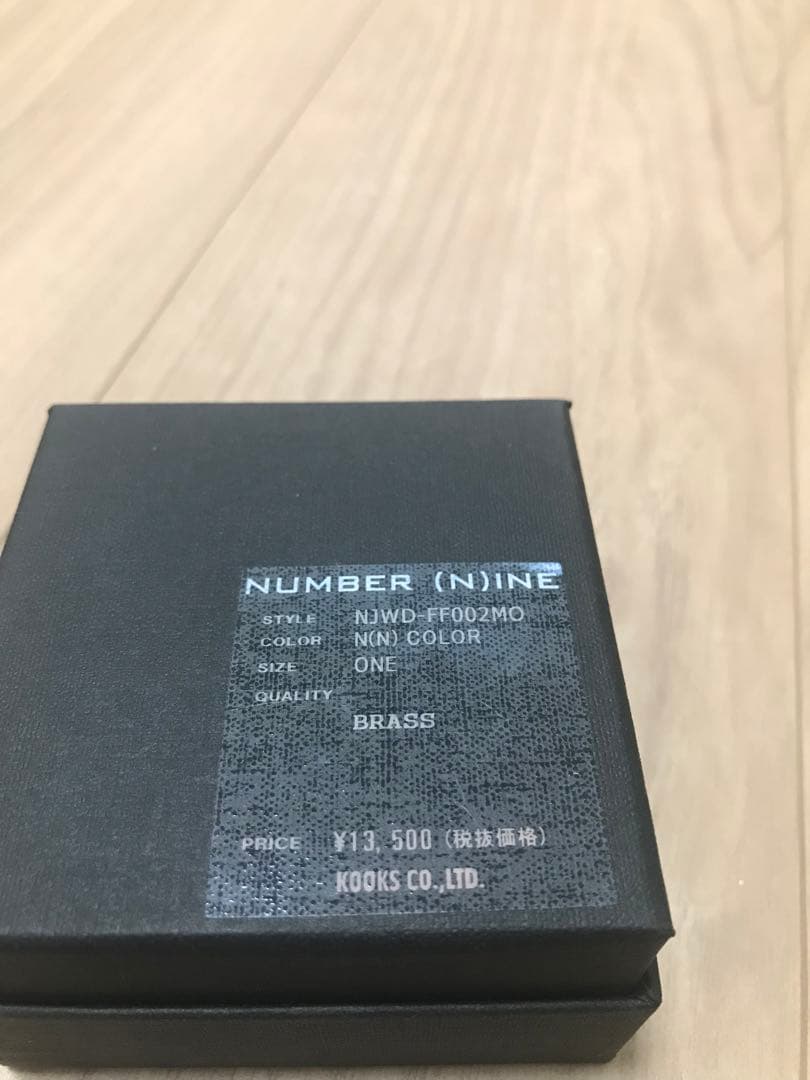 NUMBER (N)INE
STYLE NJWD-FF002MO
COLOR N(N) COLOR
SIZE ONE
QUALITY
BRASS
PRICE ¥13,500 (税抜価格)
KOOKS CO.,LTD.